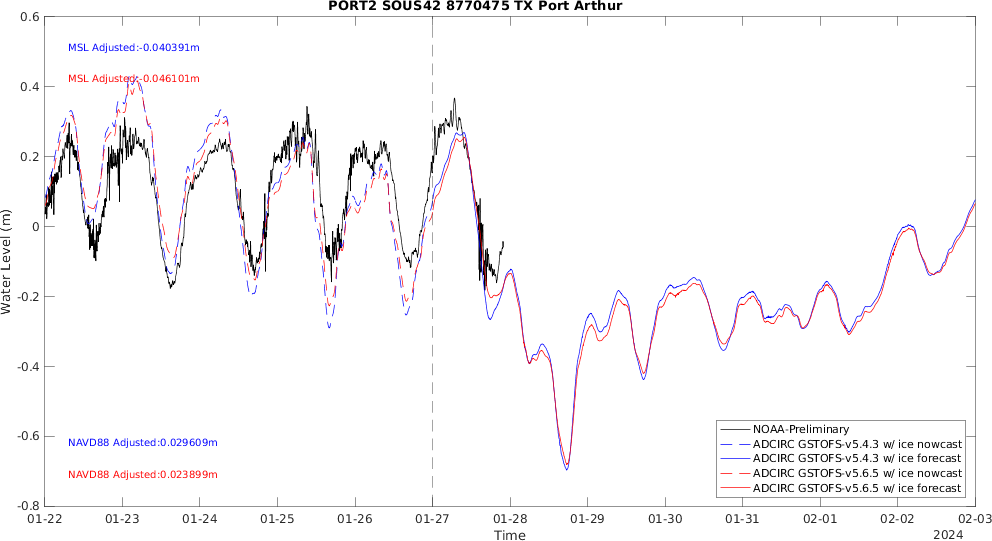 PORT2 SOUS42 8770475 TX Port Arthur
0.6
MSL Adjusted:-0.040391m
MSL Adjusted:-0.046101m
0.4
0.2
0
-0.2
-0.4
-0.6
-0.8
Water Level (m)
NAVD88 Adjusted:0.029609m
NAVD88 Adjusted:0.023899m
NOAA-Preliminary
ADCIRC GSTOFS-v5.4.3 w/ ice nowcast
ADCIRC GSTOFS-v5.4.3 w/ ice forecast
ADCIRC GSTOFS-v5.6.5 w/ ice nowcast
ADCIRC GSTOFS-v5.6.5 w/ ice forecast
01-22 01-23 01-24 01-25 01-26 01-27 01-28 01-29 01-30 01-31 02-01 02-02 02-03
Time
2024